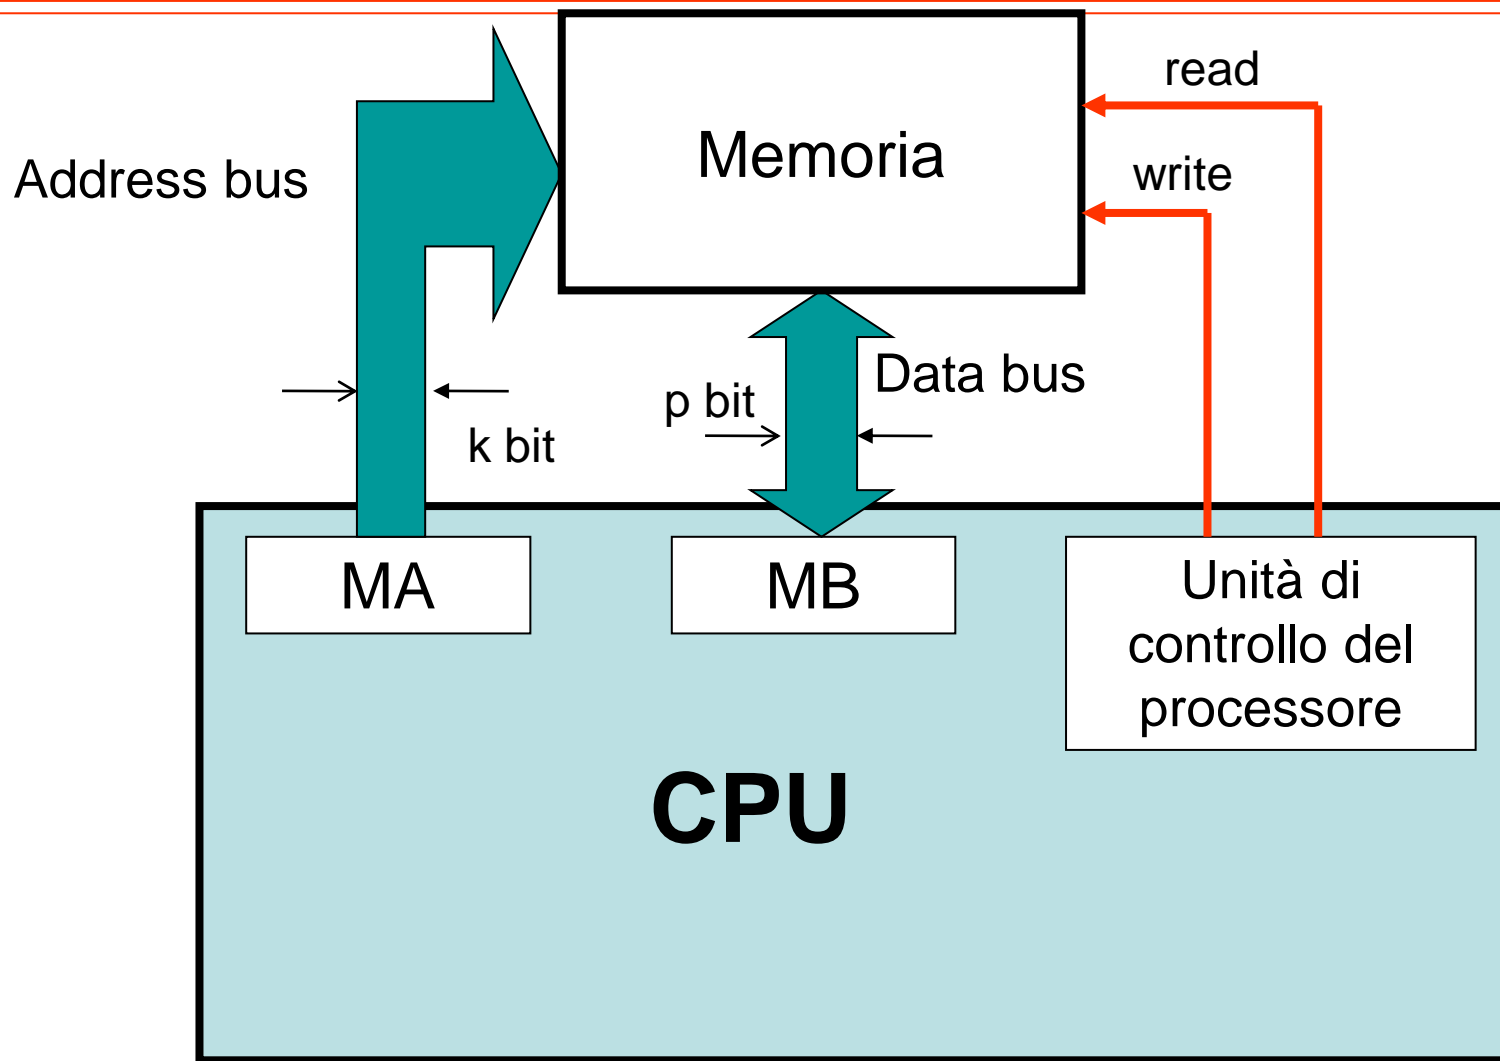 read
Memoria
write
Address bus
Data bus
p bit
k bit
MA
MB
Unità di
controllo del
processore
CPU